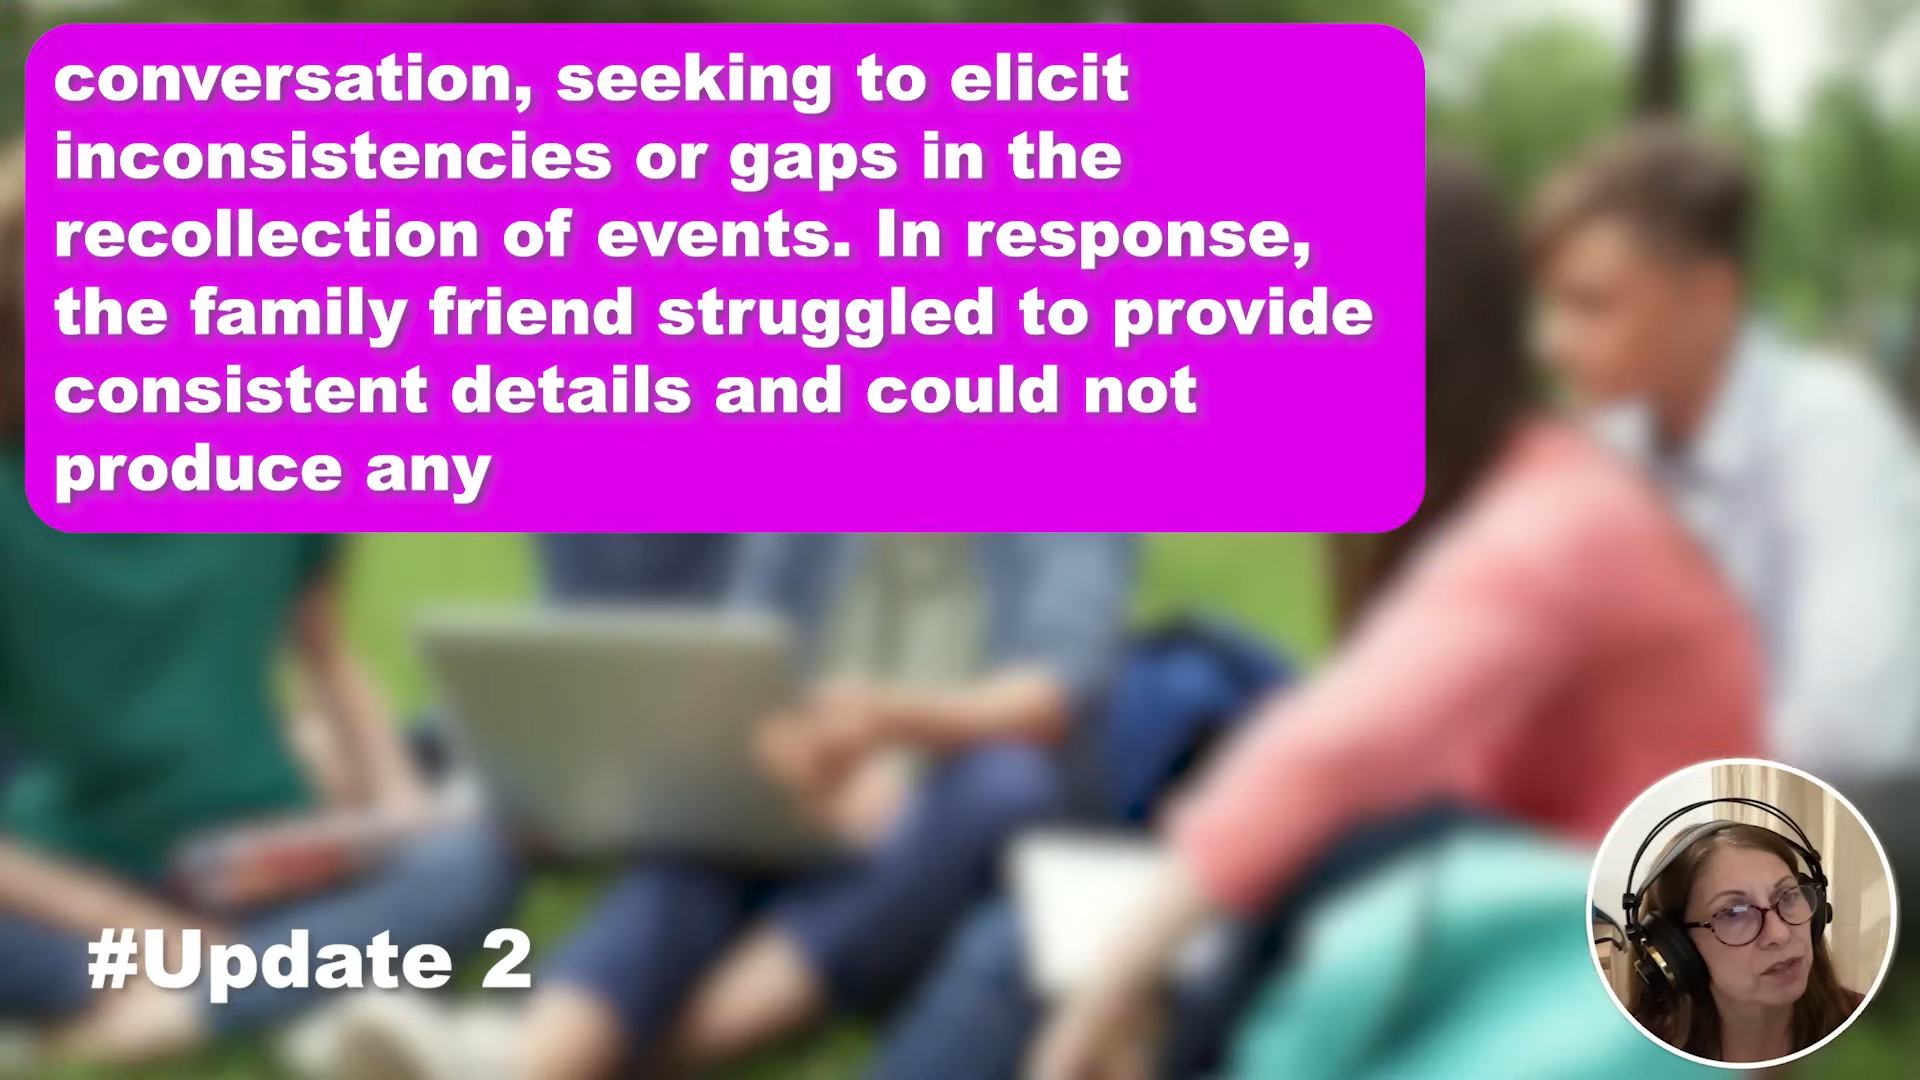 conversation, seeking to elicit
inconsistencies or gaps in the
recollection of events. In response,
the family friend struggled to provide
consistent details and could not
produce any
#Update 2